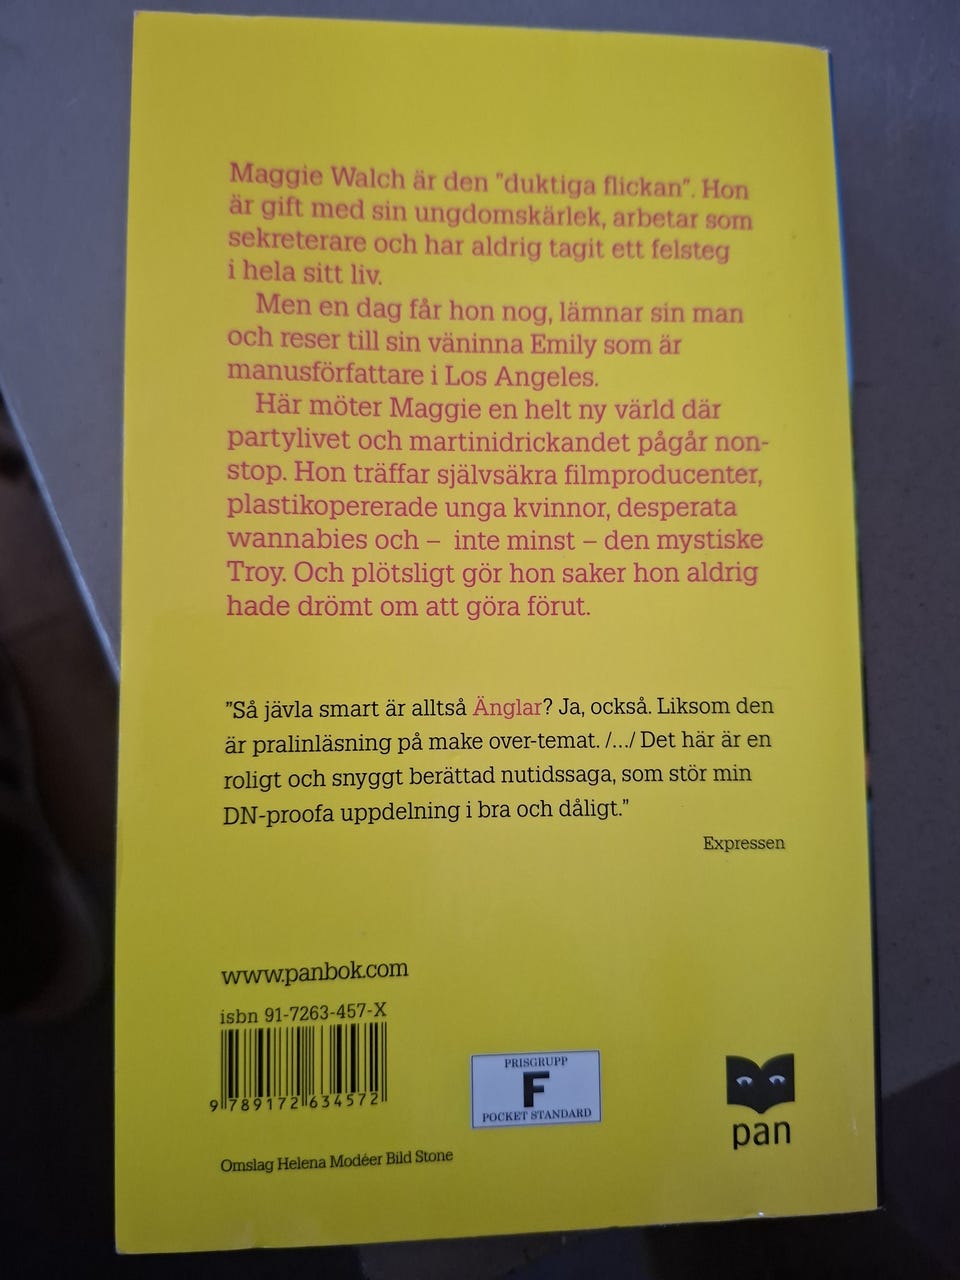 Maggie Walch är den "duktiga flickan". Hon
är gift med sin ungdomskärlek, arbetar som
sekreterare och har aldrig tagit ett felsteg
i hela sitt liv.
Men en dag får hon nog, lämnar sin man
och reser till sin väninna Emily som är
manusförfattare i Los Angeles.
Här möter Maggie en helt ny värld där
partylivet och martinidrickandet pågår non-
stop. Hon träffar självsäkra filmproducenter,
plastikopererade unga kvinnor, desperata
wannabies och – inte minst – den mystiske
Troy. Och plötsligt gör hon saker hon aldrig
hade drömt om att göra förut.
"Så jävla smart är alltså Änglar? Ja, också. Liksom den
är pralinläsning på make over-temat. /.../ Det här är en
roligt och snyggt berättad nutidssaga, som stör min
DN-proofa uppdelning i bra och dåligt."
Expressen
www.panbok.com
isbn 91-7263-457-X
9 789172 634572
PRISGRUPP
F
POCKET STANDARD
pan
Omslag Helena Modéer Bild Stone